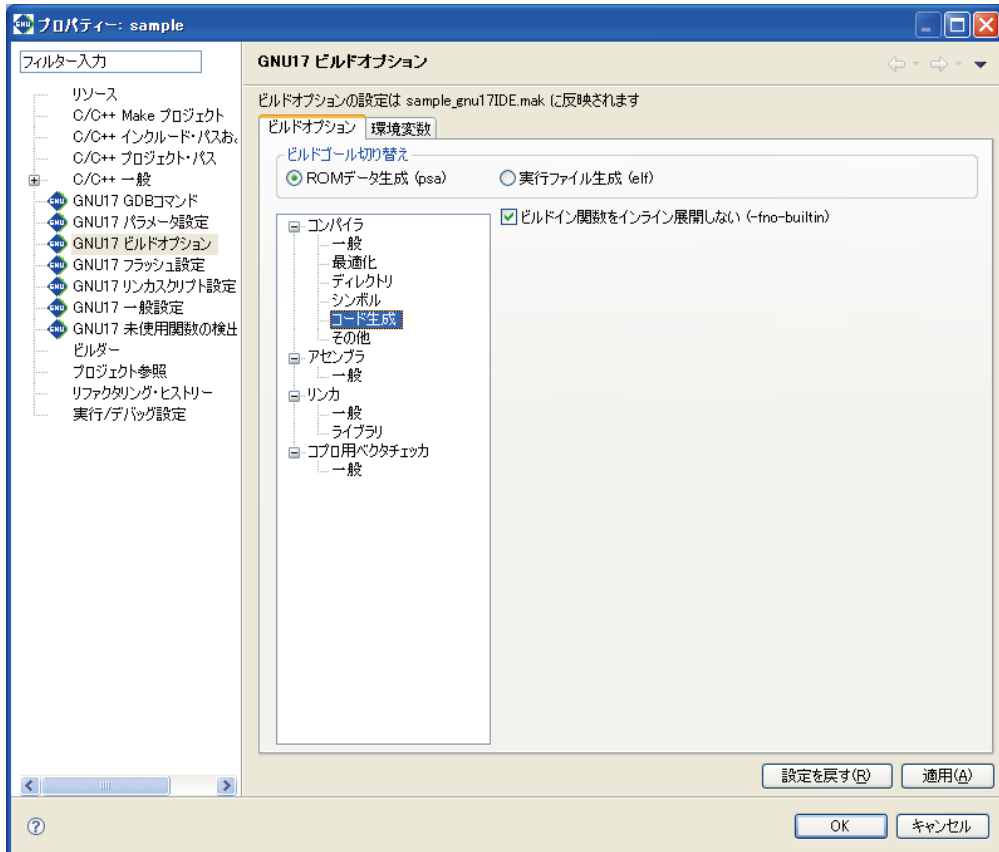 プロパティー: sample
フィルター入力
リソース
C/C++ Make プロジェクト
C/C++ インクルード・パスお
C/C++ プロジェクト・パス
C/C++ 一般
GNU17 GDBコマンド
GNU17 パラメータ設定
GNU17 ビルドオプション
GNU17 フラッシュ設定
GNU17 リンカスクリプト設定
GNU17 一般設定
GNU17 未使用関数の検出
ビルダー
プロジェクト参照
リファクタリング・ヒストリー
実行/デバッグ設定
GNU17 ビルドオプション
ビルドオプションの設定は sample_gnu17IDE.mak に反映されます
ビルドオプション 環境変数
ビルドゴール切り替え
ROMデータ生成 (psa) 実行ファイル生成 (elf)
コンパイラ
一般
最適化
ディレクトリ
シンボル
コード生成
その他
アセンブラ
一般
リンカ
一般
ライブラリ
コプロ用ベクタチェッカ
一般
ビルドイン関数をインライン展開しない (-fno-builtin)
設定を戻す(R) 適用(A)
OK キャンセル